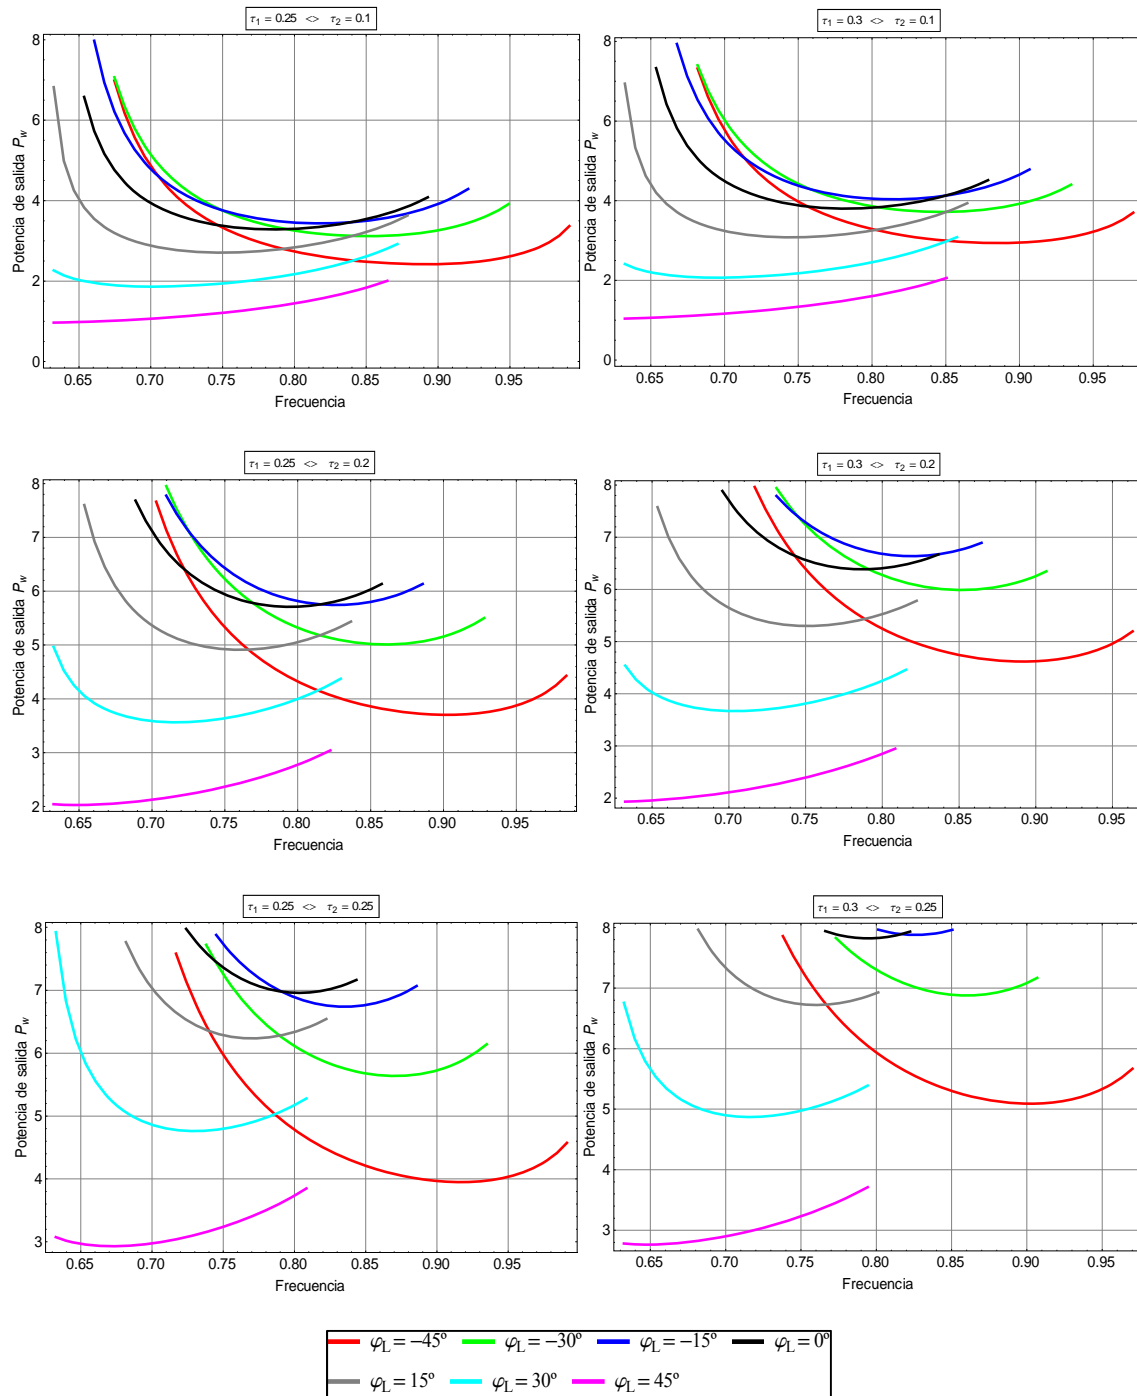 τ1 = 0.25 <> τ2 = 0.1
Potencia de salida Pw
8
6
4
2
0
0.65 0.70 0.75 0.80 0.85 0.90 0.95
Frecuencia
τ1 = 0.3 <> τ2 = 0.1
Potencia de salida Pw
8
6
4
2
0
0.65 0.70 0.75 0.80 0.85 0.90 0.95
Frecuencia
τ1 = 0.25 <> τ2 = 0.2
Potencia de salida Pw
8
7
6
5
4
3
2
0.65 0.70 0.75 0.80 0.85 0.90 0.95
Frecuencia
τ1 = 0.3 <> τ2 = 0.2
Potencia de salida Pw
8
7
6
5
4
3
2
0.65 0.70 0.75 0.80 0.85 0.90 0.95
Frecuencia
τ1 = 0.25 <> τ2 = 0.25
Potencia de salida Pw
8
7
6
5
4
3
0.65 0.70 0.75 0.80 0.85 0.90 0.95
Frecuencia
τ1 = 0.3 <> τ2 = 0.25
Potencia de salida Pw
8
7
6
5
4
3
0.65 0.70 0.75 0.80 0.85 0.90 0.95
Frecuencia
φL = −45º φL = −30º φL = −15º φL = 0º
φL = 15º φL = 30º φL = 45º